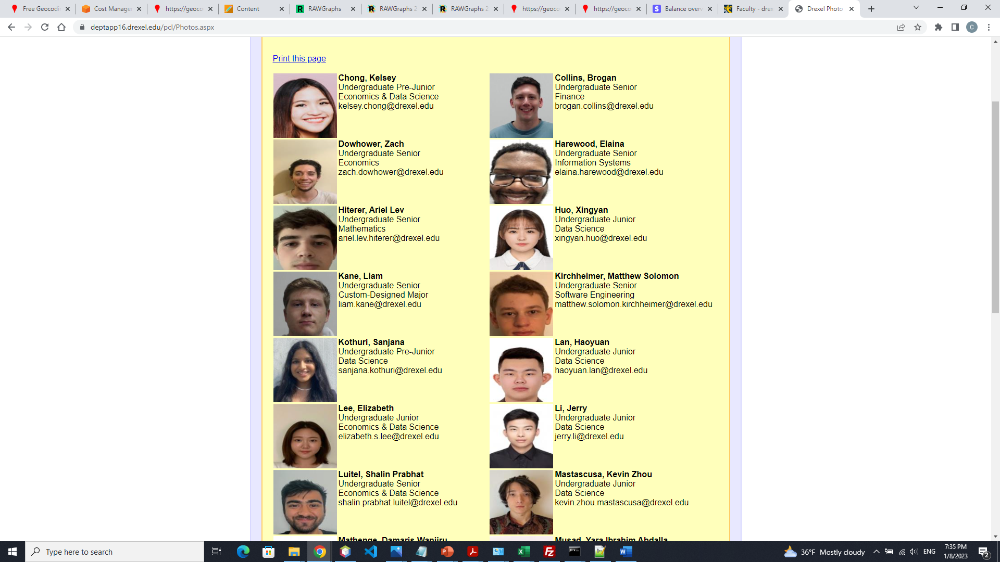 Free Geocodin
Cost Managem
https://geoco
Content
RAWGraphs
RAWGraphs 2
RAWGraphs 2
https://geoco
https://geoco
Balance overv
Faculty - drex
Drexel Photo
deptapp16.drexel.edu/pcl/Photos.aspx
C
Print this page
Chong, Kelsey
Undergraduate Pre-Junior
Economics & Data Science
kelsey.chong@drexel.edu
Collins, Brogan
Undergraduate Senior
Finance
brogan.collins@drexel.edu
Dowhower, Zach
Undergraduate Senior
Economics
zach.dowhower@drexel.edu
Harewood, Elaina
Undergraduate Senior
Information Systems
elaina.harewood@drexel.edu
Hiterer, Ariel Lev
Undergraduate Senior
Mathematics
ariel.lev.hiterer@drexel.edu
Huo, Xingyan
Undergraduate Junior
Data Science
xingyan.huo@drexel.edu
Kane, Liam
Undergraduate Senior
Custom-Designed Major
liam.kane@drexel.edu
Kirchheimer, Matthew Solomon
Undergraduate Senior
Software Engineering
matthew.solomon.kirchheimer@drexel.edu
Kothuri, Sanjana
Undergraduate Pre-Junior
Data Science
sanjana.kothuri@drexel.edu
Lan, Haoyuan
Undergraduate Junior
Data Science
haoyuan.lan@drexel.edu
Lee, Elizabeth
Undergraduate Junior
Economics & Data Science
elizabeth.s.lee@drexel.edu
Li, Jerry
Undergraduate Junior
Data Science
jerry.li@drexel.edu
Luitel, Shalin Prabhat
Undergraduate Senior
Economics & Data Science
shalin.prabhat.luitel@drexel.edu
Mastascusa, Kevin Zhou
Undergraduate Junior
Data Science
kevin.zhou.mastascusa@drexel.edu
Mathenge, Damaris Wanjiru
Musad, Yara Ibrahim Abdalla
Type here to search
36°F Mostly cloudy
ENG
7:35 PM
1/8/2023
2